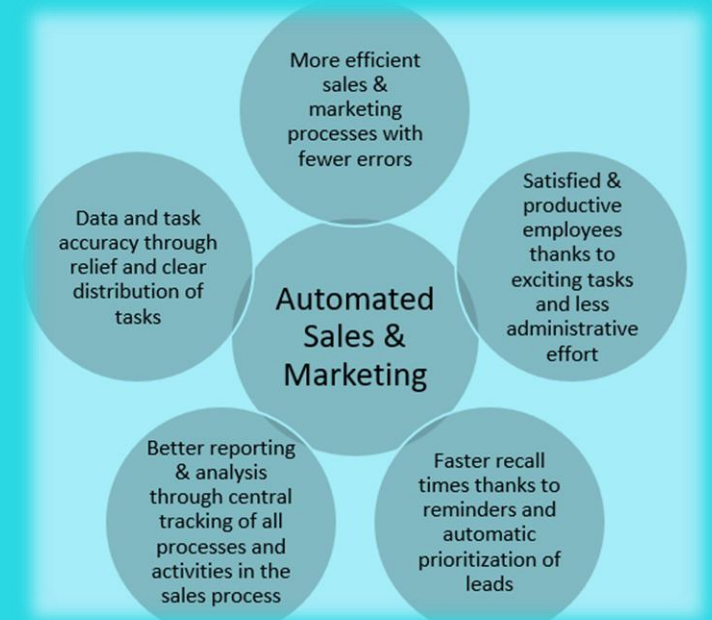 More efficient
sales &
marketing
processes with
fewer errors
Satisfied &
productive
employees
thanks to
exciting tasks
and less
administrative
effort
Data and task
accuracy through
relief and clear
distribution of
tasks
Automated
Sales &
Marketing
Better reporting
& analysis
through central
tracking of all
processes and
activities in the
sales process
Faster recall
times thanks to
reminders and
automatic
prioritization of
leads